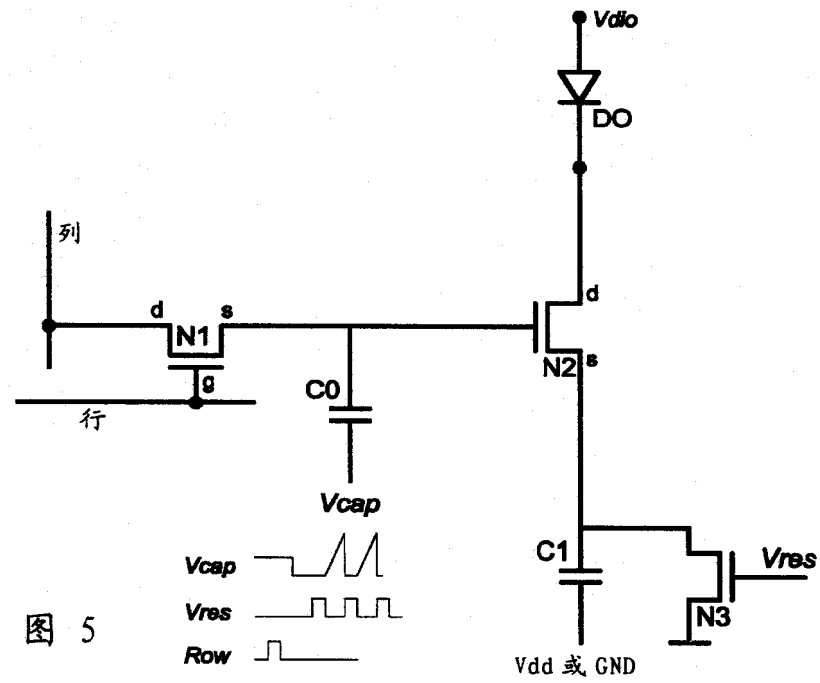 Vdio
DO
列
d
s
N1
g
行
C0
Vcap
d
N2
s
C1
Vres
N3
Vdd 或 GND
Vcap
Vres
Row
图 5